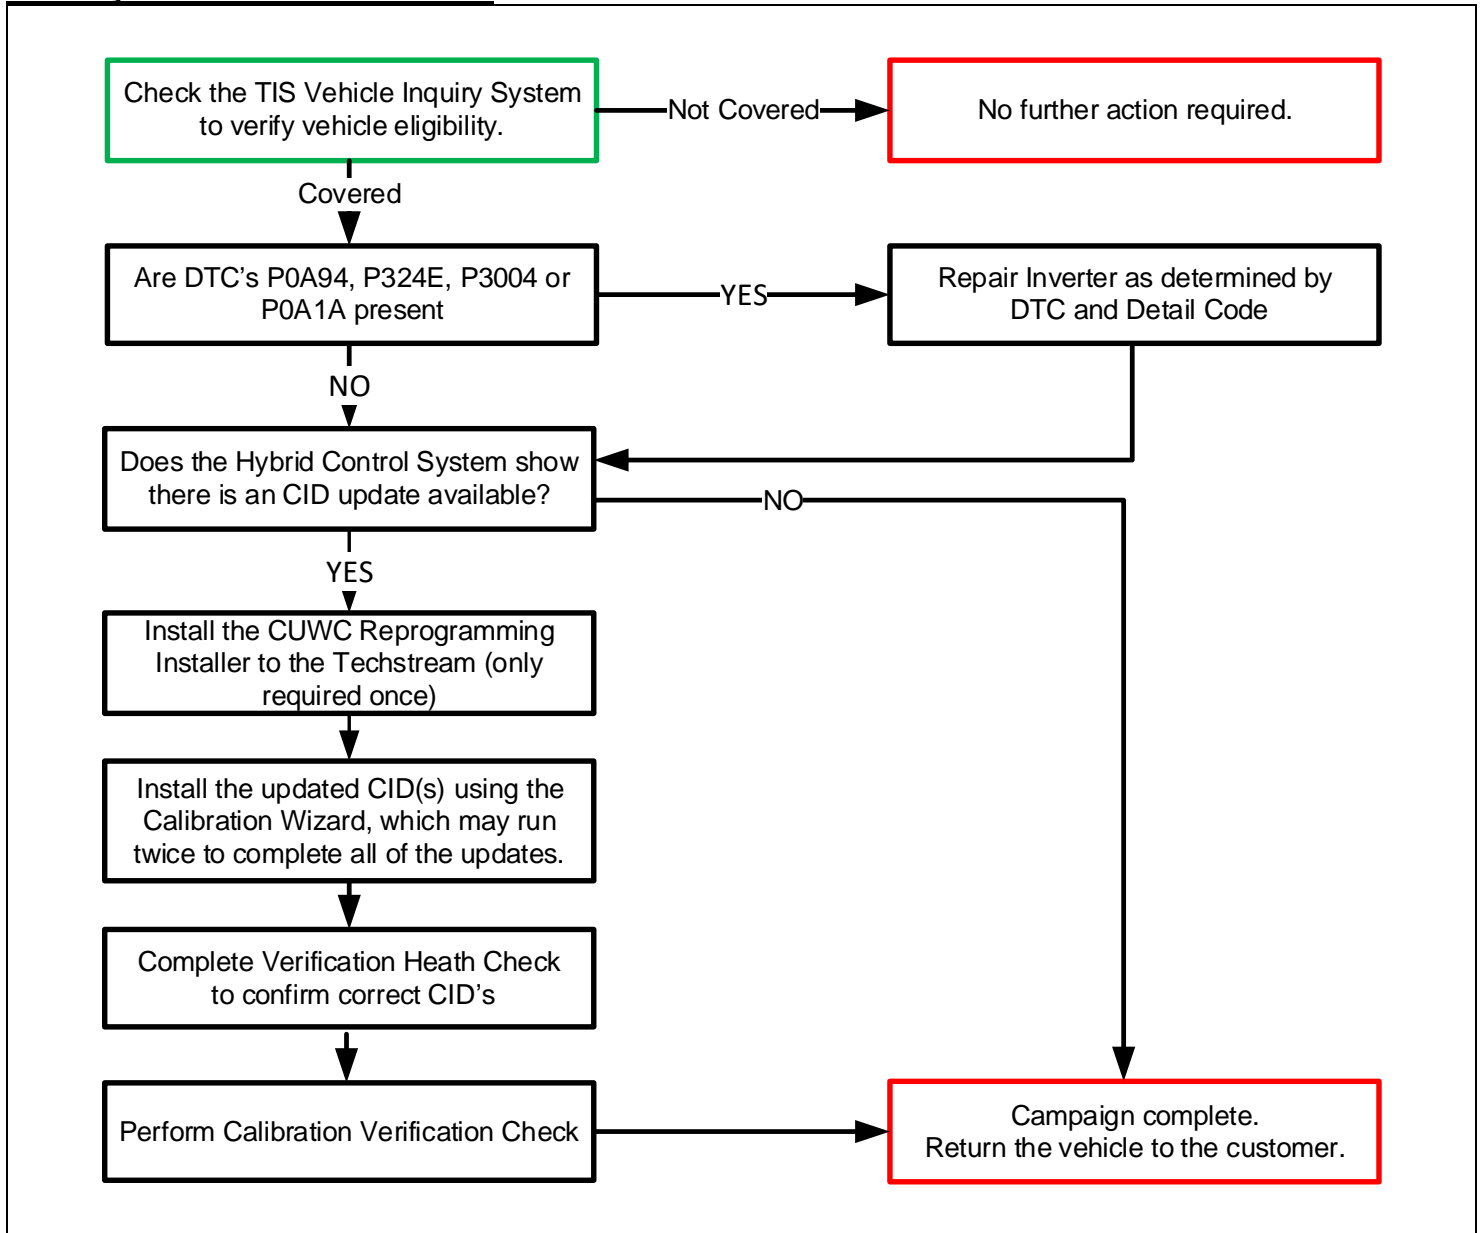 Check the TIS Vehicle Inquiry System
to verify vehicle eligibility.
Not Covered
No further action required.
Covered
Are DTC’s P0A94, P324E, P3004 or
P0A1A present
YES
Repair Inverter as determined by
DTC and Detail Code
NO
Does the Hybrid Control System show
there is an CID update available?
NO
YES
Install the CUWC Reprogramming
Installer to the Techstream (only
required once)
Install the updated CID(s) using the
Calibration Wizard, which may run
twice to complete all of the updates.
Complete Verification Heath Check
to confirm correct CID’s
Perform Calibration Verification Check
Campaign complete.
Return the vehicle to the customer.